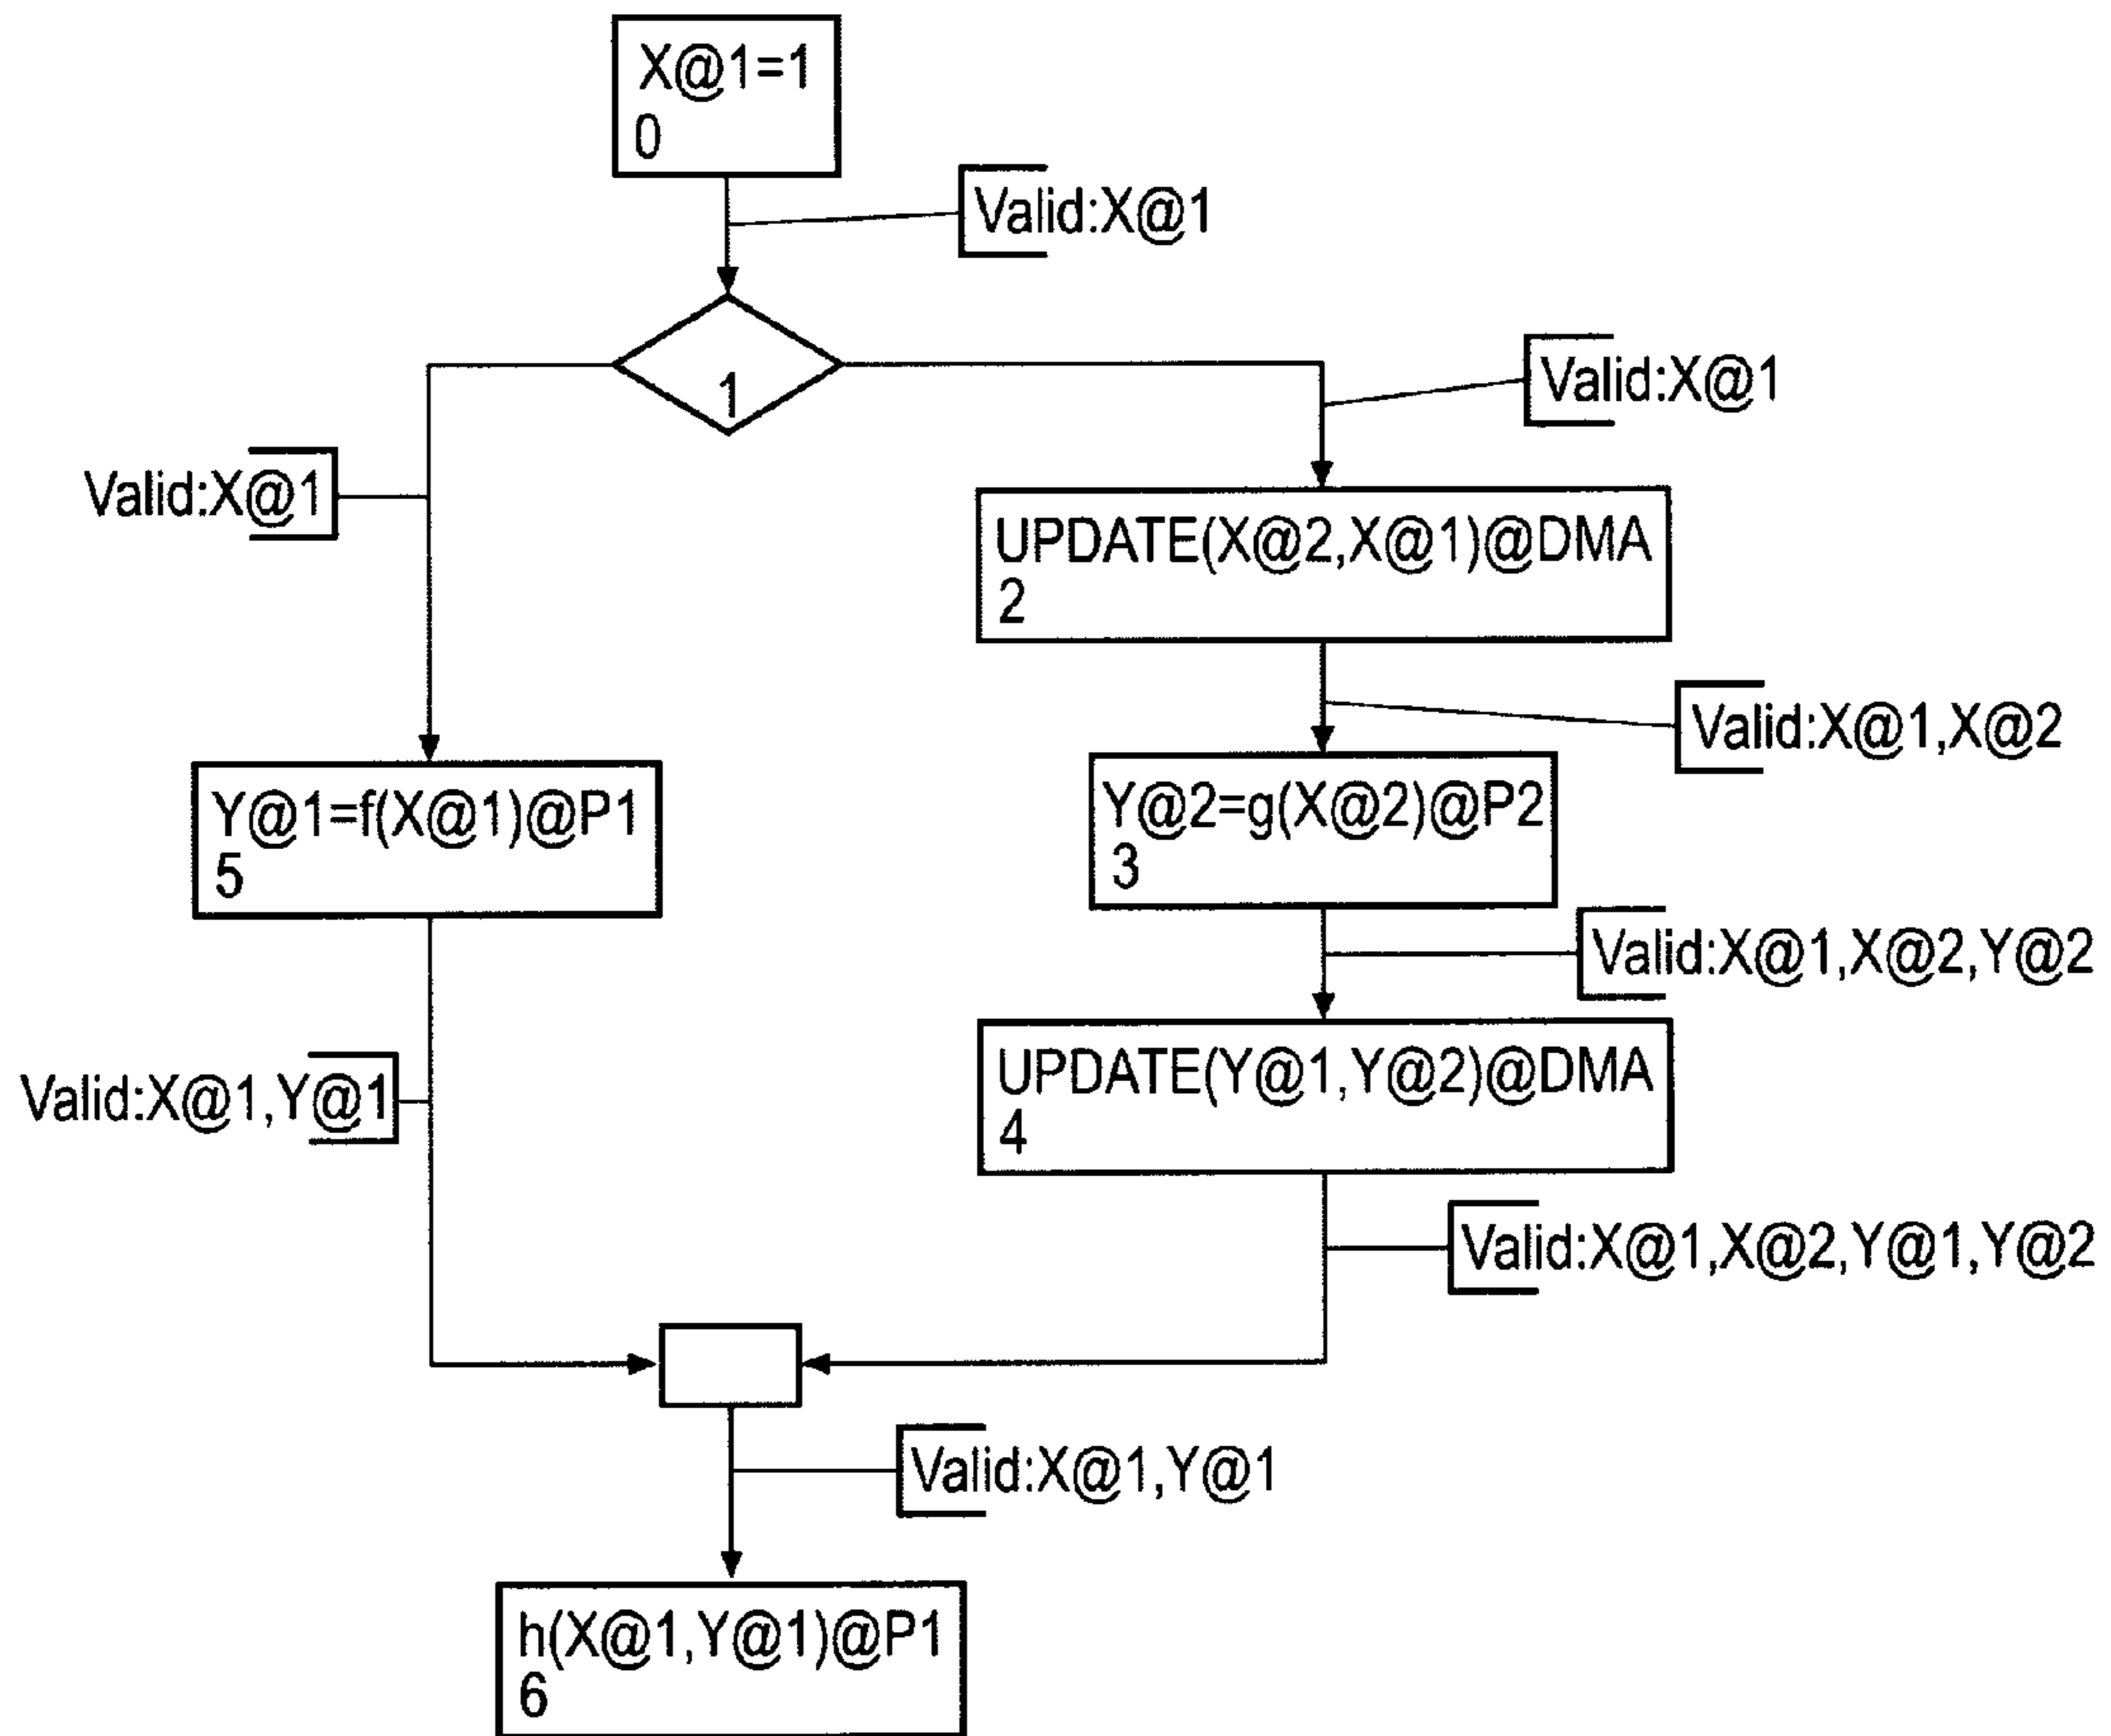 X@1=1
0
Valid:X@1
1
Valid:X@1
Valid:X@1
UPDATE(X@2,X@1)@DMA
2
Valid:X@1,X@2
Y@1=f(X@1)@P1
5
Y@2=g(X@2)@P2
3
Valid:X@1,X@2,Y@2
UPDATE(Y@1,Y@2)@DMA
4
Valid:X@1,Y@1
Valid:X@1,X@2,Y@1,Y@2
Valid:X@1,Y@1
h(X@1,Y@1)@P1
6